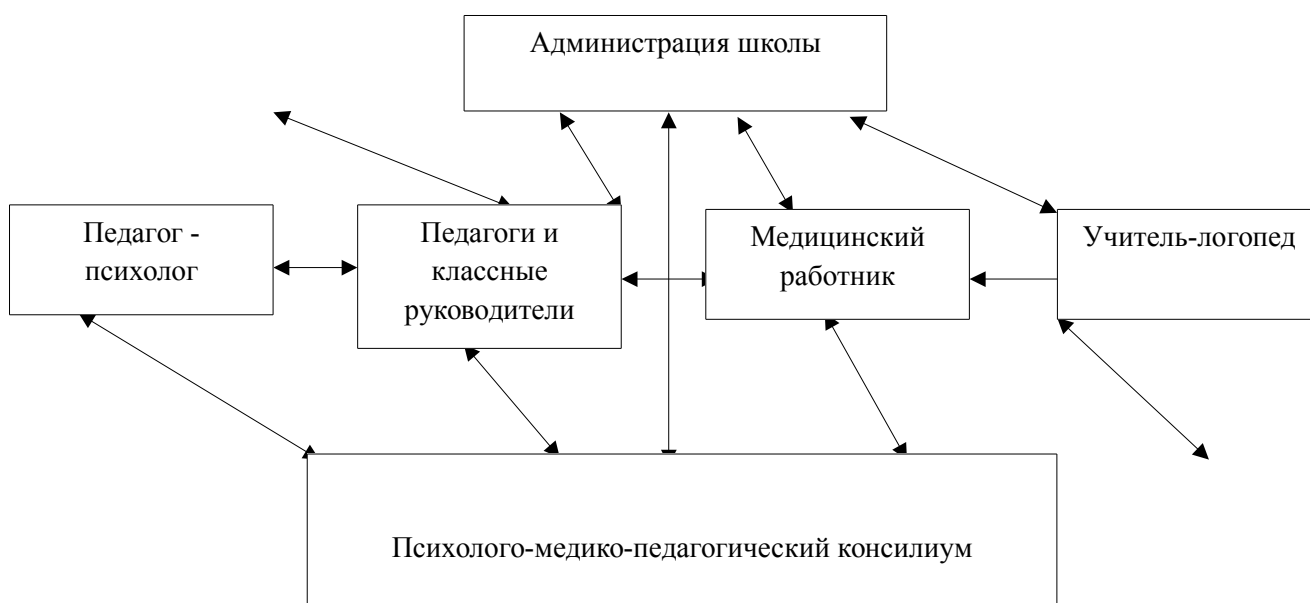 Администрация школы
Педагог -
психолог
Педагоги и
классные
руководители
Медицинский
работник
Учитель-логопед
Психолого-медико-педагогический консилиум